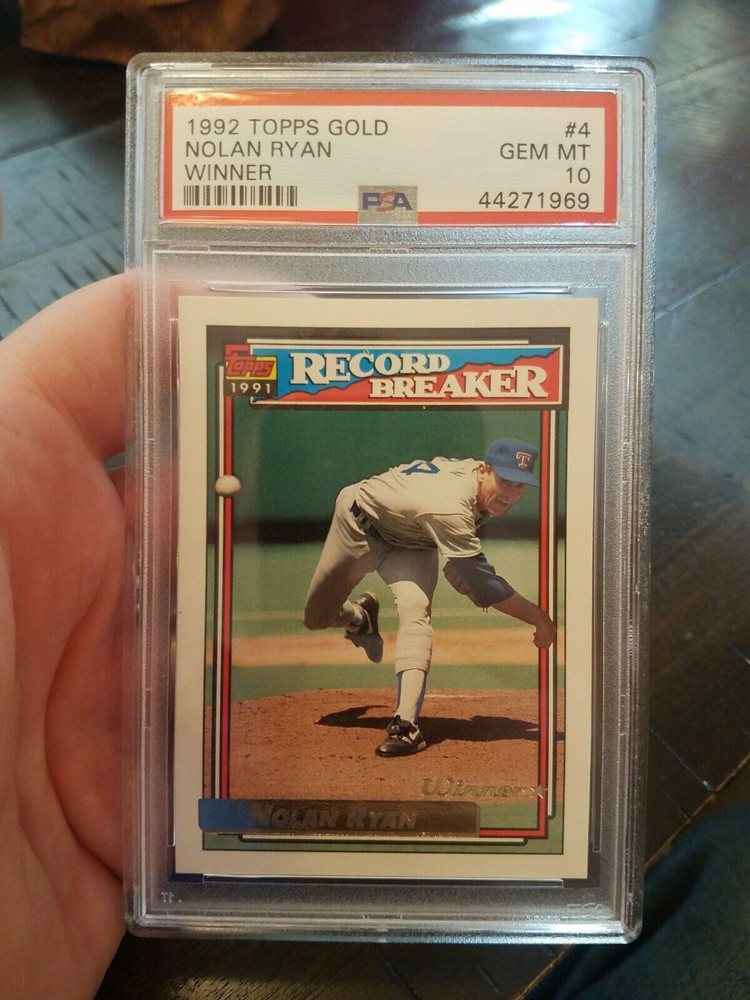 1992 TOPPS GOLD #4
NOLAN RYAN GEM MT
WINNER 10
PSA 44271969
Topps
1991
RECORD
BREAKER
T
Winner
NOLAN RYAN